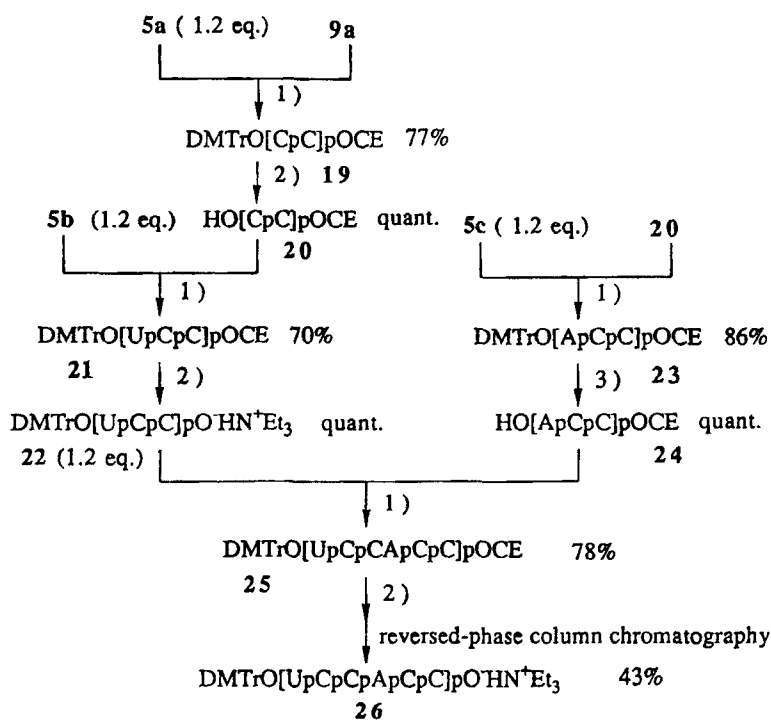 5a ( 1.2 eq.) 9a
1)
DMTrO[CpC]pOCE 77%
2) 19
5b (1.2 eq.) HO[CpC]pOCE quant.
20
5c ( 1.2 eq.) 20
1)
1)
DMTrO[UpCpC]pOCE 70%
21
2)
DMTrO[ApCpC]pOCE 86%
3) 23
DMTrO[UpCpC]pO⁻HN⁺Et₃ quant.
22 (1.2 eq.)
HO[ApCpC]pOCE quant.
24
1)
DMTrO[UpCpCApCpC]pOCE 78%
25
2)
reversed-phase column chromatography
DMTrO[UpCpCpApCpC]pO⁻HN⁺Et₃ 43%
26